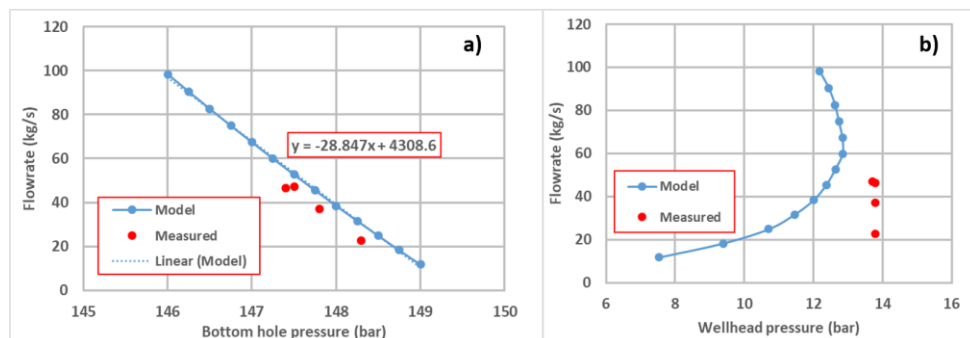 a)
Flowrate (kg/s)
120
100
80
60
40
20
0
y = -28.847x + 4308.6
Model
Measured
Linear (Model)
145 146 147 148 149 150
Bottom hole pressure (bar)
b)
Flowrate (kg/s)
120
100
80
60
40
20
0
Model
Measured
6 8 10 12 14 16
Wellhead pressure (bar)